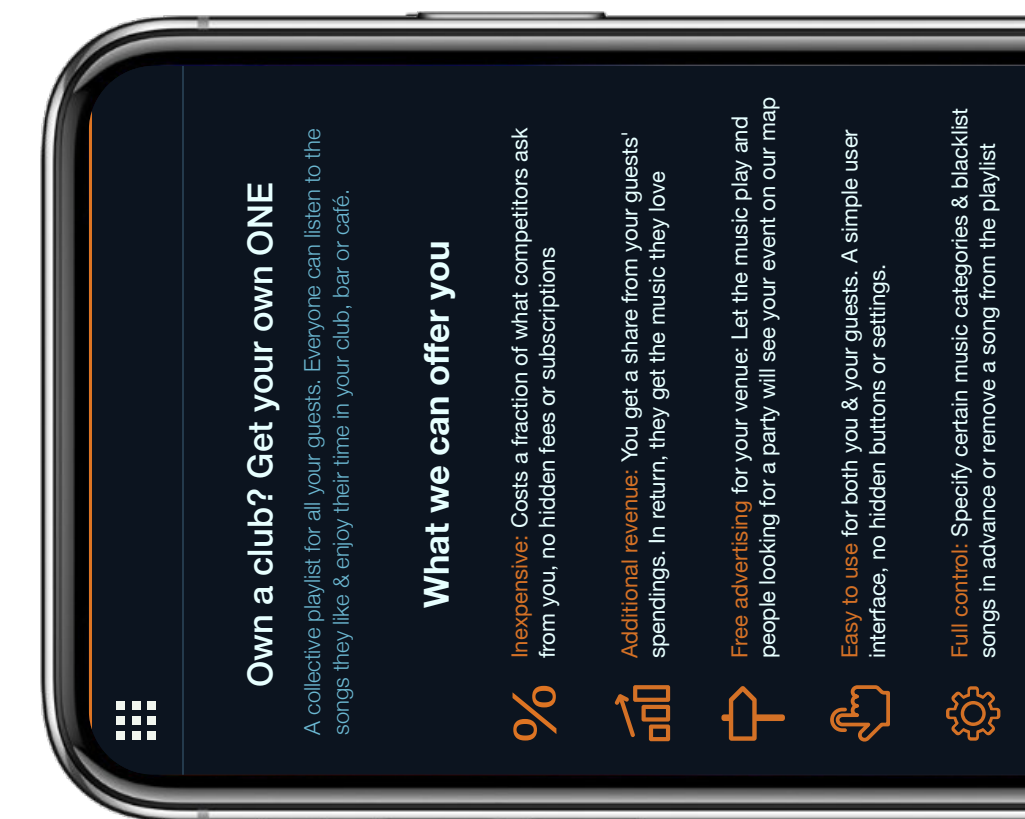 Own a club? Get your own ONE
A collective playlist for all your guests. Everyone can listen to the
songs they like & enjoy their time in your club, bar or café.
What we can offer you
Inexpensive: Costs a fraction of what competitors ask
from you, no hidden fees or subscriptions
Additional revenue: You get a share from your guests'
spendings. In return, they get the music they love
Free advertising for your venue: Let the music play and
people looking for a party will see your event on our map
Easy to use for both you & your guests. A simple user
interface, no hidden buttons or settings.
Full control: Specify certain music categories & blacklist
songs in advance or remove a song from the playlist